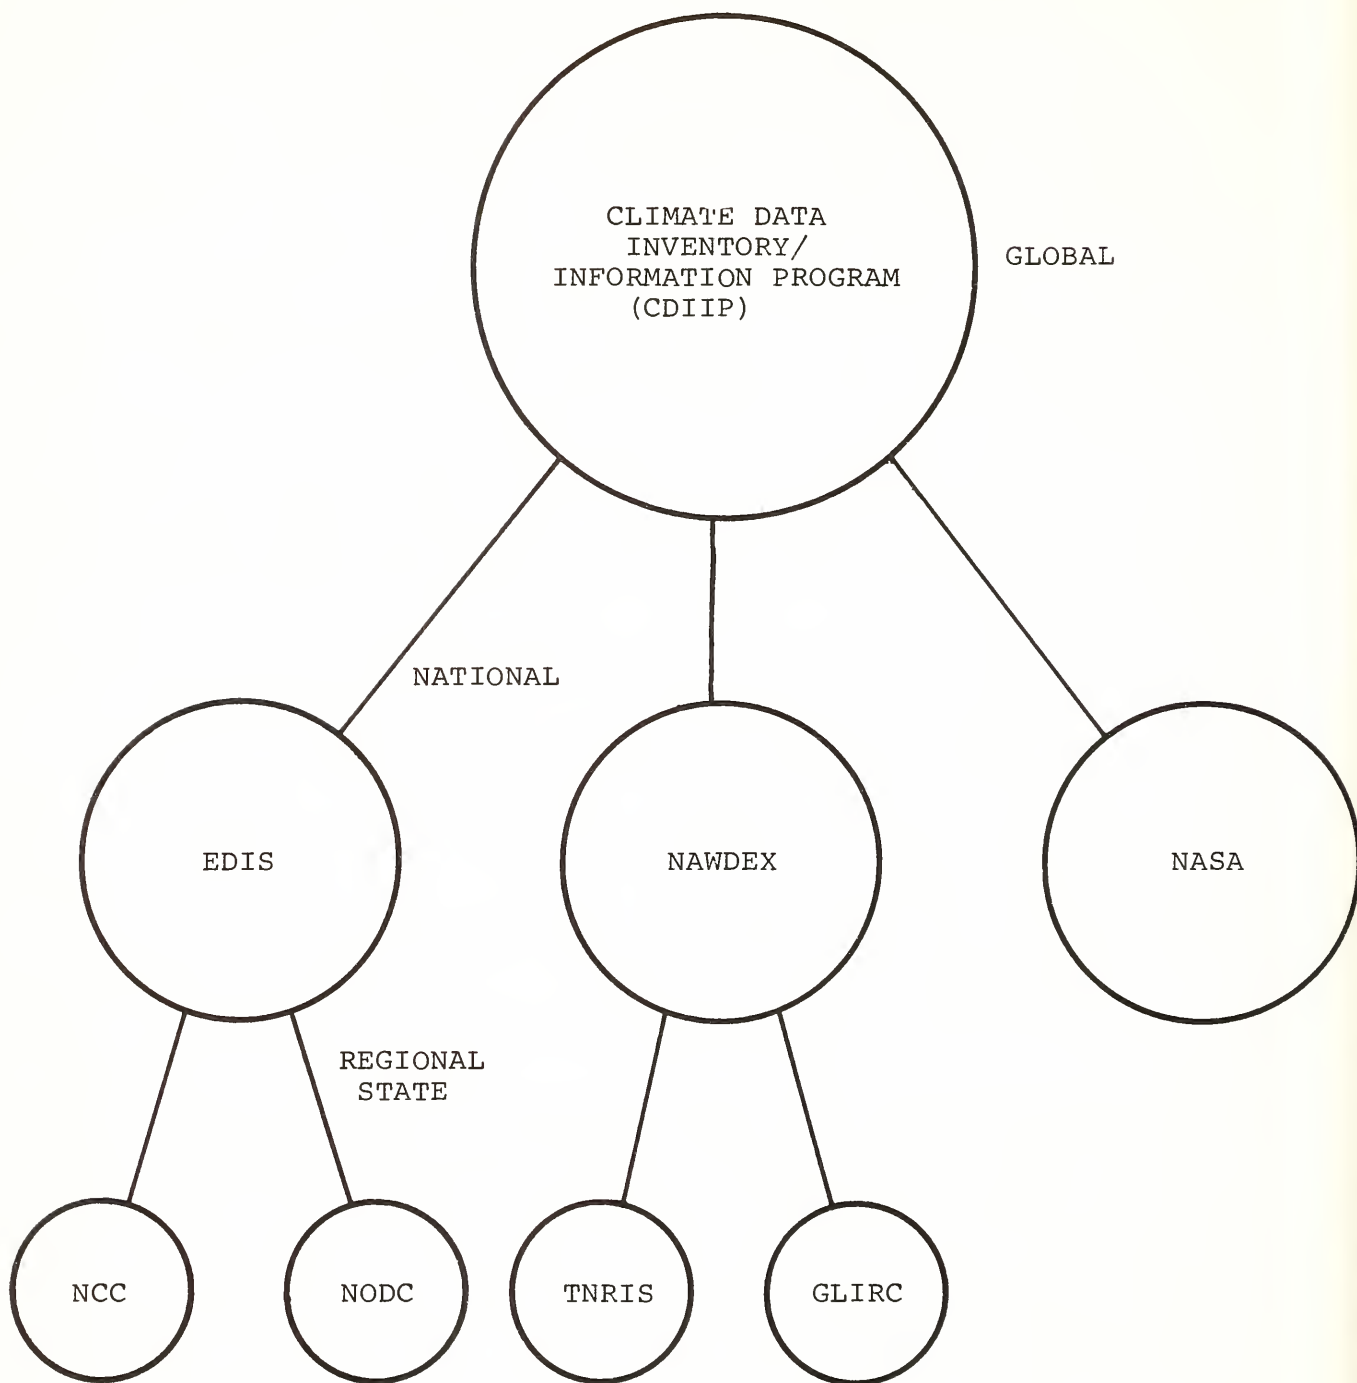 CLIMATE DATA
INVENTORY/
INFORMATION PROGRAM
(CDIIP)
GLOBAL
NATIONAL
EDIS
NAWDEX
NASA
REGIONAL
STATE
NCC
NODC
TNRIS
GLIRC